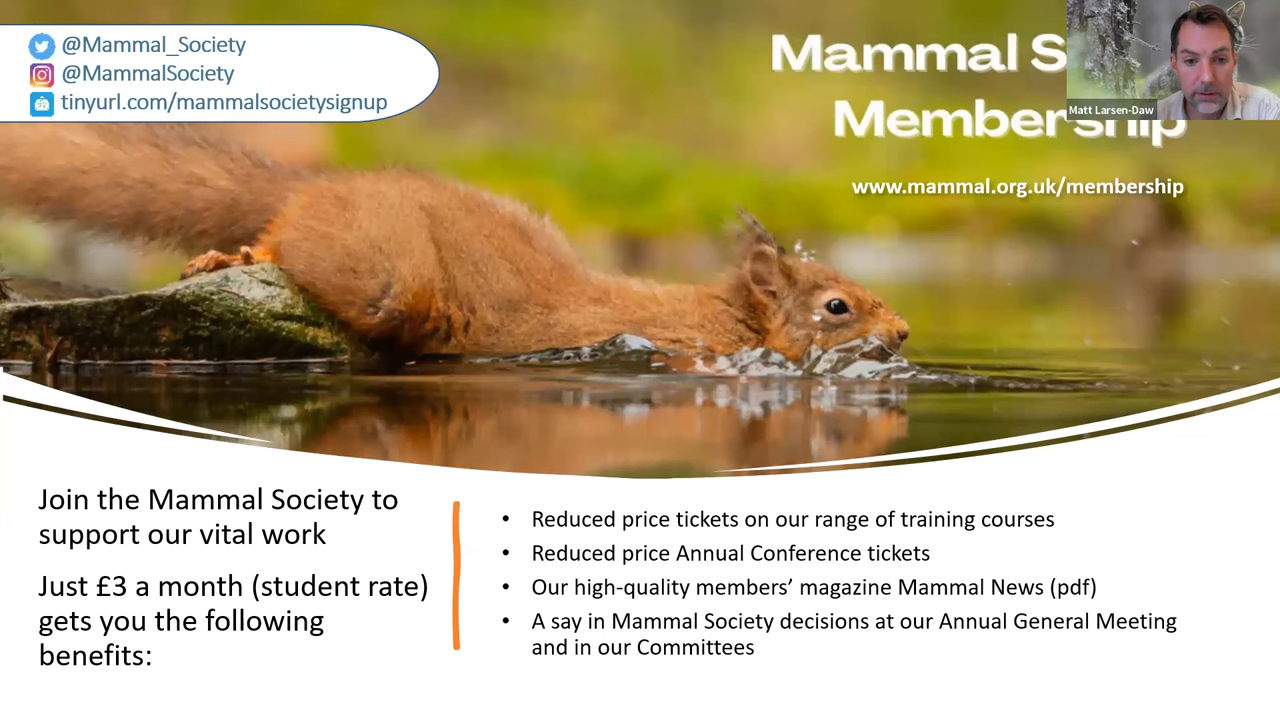 @Mammal_Society
@MammalSociety
tinyurl.com/mammalsocietysignup
Mammal S
Membership
Matt Larsen-Daw
www.mammal.org.uk/membership
Join the Mammal Society to
support our vital work
Just £3 a month (student rate)
gets you the following
benefits:
• Reduced price tickets on our range of training courses
• Reduced price Annual Conference tickets
• Our high-quality members’ magazine Mammal News (pdf)
• A say in Mammal Society decisions at our Annual General Meeting
and in our Committees